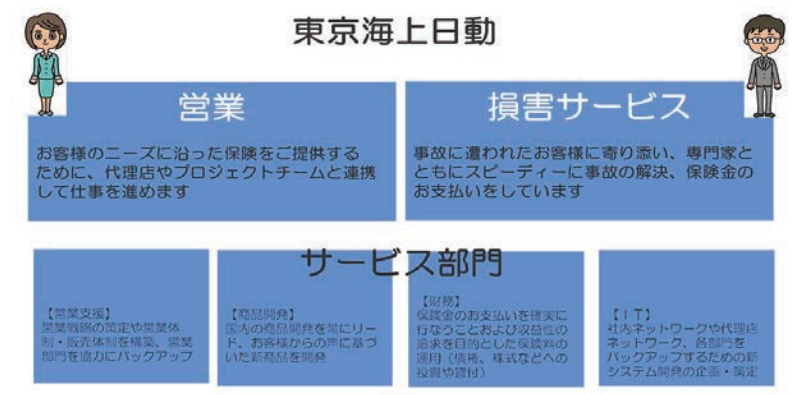 東京海上日動
営業
お客様のニーズに沿った保険をご提供する
ために、代理店やプロジェクトチームと連携
して仕事を進めます
損害サービス
事故に遭われたお客様に寄り添い、専門家と
ともにスピーディーに事故の解決、保険金の
お支払いをしています
サービス部門
【営業支援】
営業戦略の策定や営業体
制・販売体制を構築、営業
部門を協力にバックアップ
【商品開発】
国内の商品開発を常にリー
ド、お客様からの声に基づ
いた新商品を開発
【財務】
保険金のお支払いを確実に
行なうことおよび収益性の
追求を目的とした保険料の
運用（債権、株式などへの
投資や貸付）
【ＩＴ】
社内ネットワークや代理店
ネットワーク、各部門を
バックアップするための新
システム開発の企画・策定